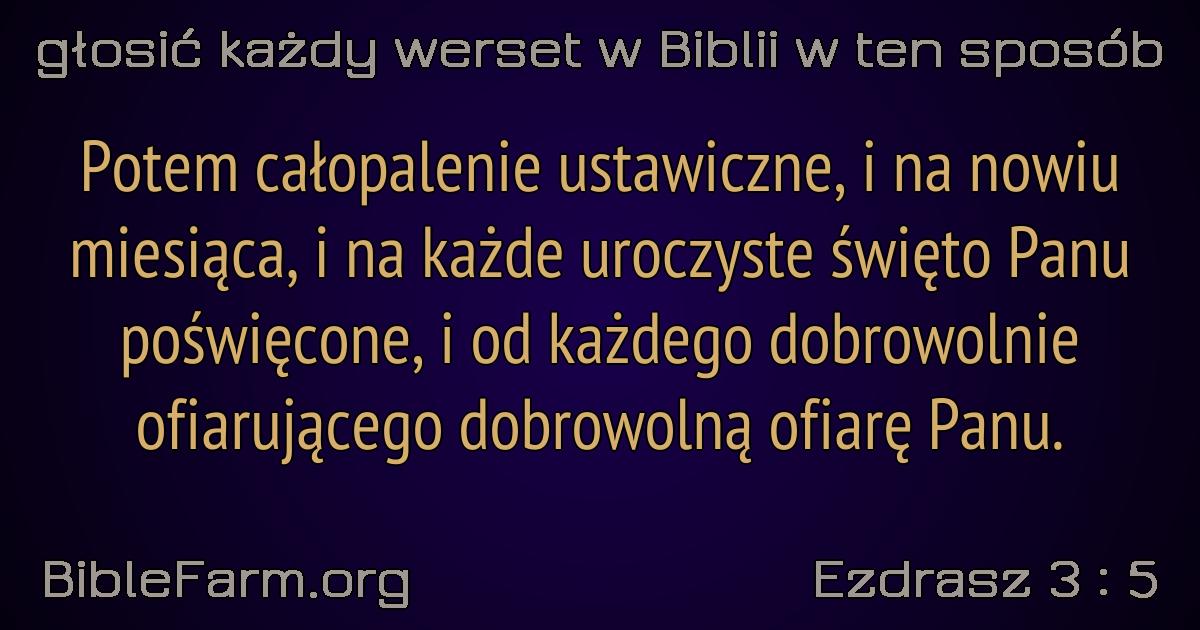 głosić każdy werset w Biblii w ten sposób
Potem całopalenie ustawiczne, i na nowiu
miesiąca, i na każde uroczyste święto Panu
poświęcone, i od każdego dobrowolnie
ofiarującego dobrowolną ofiarę Panu.
BibleFarm.org
Ezdrasz 3 : 5